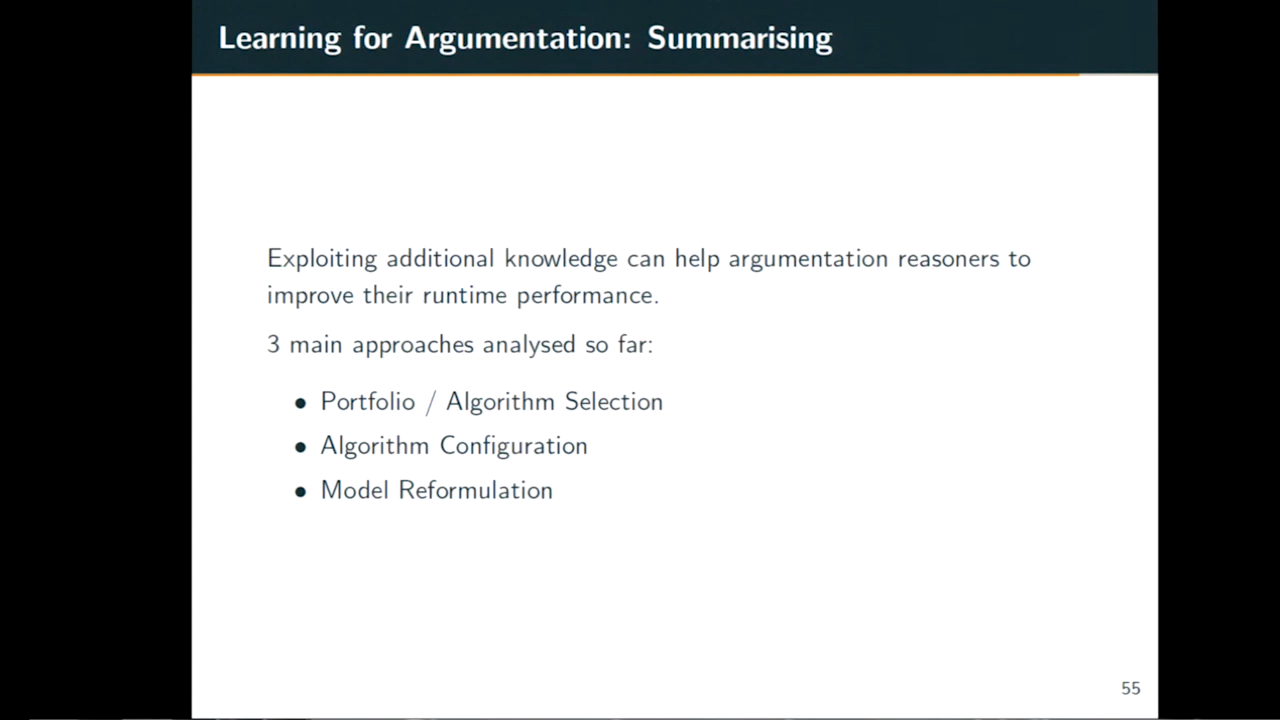 Learning for Argumentation: Summarising
Exploiting additional knowledge can help argumentation reasoners to
improve their runtime performance.
3 main approaches analysed so far:
• Portfolio / Algorithm Selection
• Algorithm Configuration
• Model Reformulation
55